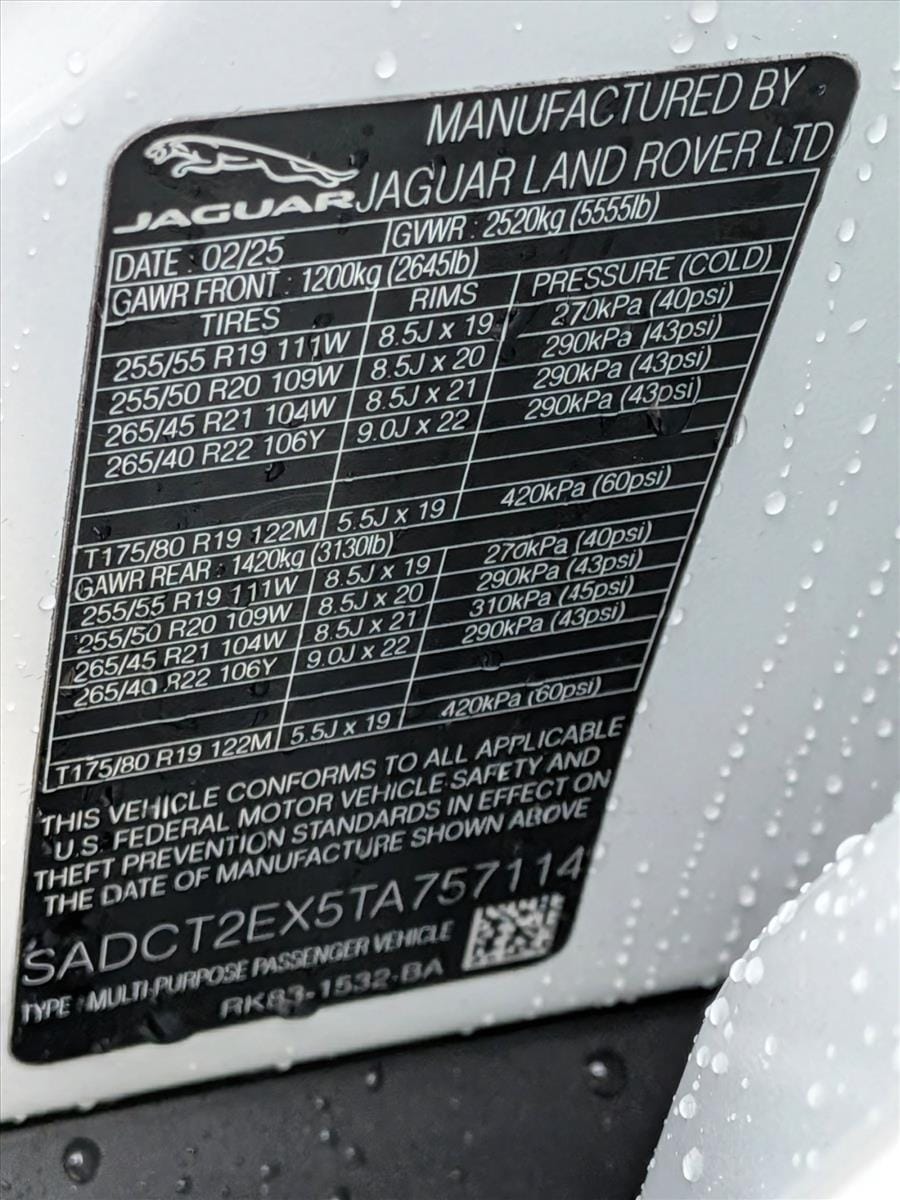 MANUFACTURED BY
JAGUAR JAGUAR LAND ROVER LTD
DATE : 02/25 GVWR : 2520kg (5555lb)
GAWR FRONT : 1200kg (2645lb)
TIRES RIMS PRESSURE (COLD)
255/55 R19 111W 8.5J x 19 270kPa (40psi)
255/50 R20 109W 8.5J x 20 290kPa (43psi)
265/45 R21 104W 8.5J x 21 290kPa (43psi)
265/40 R22 106Y 9.0J x 22 290kPa (43psi)
T175/80 R19 122M 5.5J x 19 420kPa (60psi)
GAWR REAR : 1420kg (3130lb)
255/55 R19 111W 8.5J x 19 270kPa (40psi)
255/50 R20 109W 8.5J x 20 290kPa (43psi)
265/45 R21 104W 8.5J x 21 310kPa (45psi)
265/40 R22 106Y 9.0J x 22 290kPa (43psi)
T175/80 R19 122M 5.5J x 19 420kPa (60psi)
THIS VEHICLE CONFORMS TO ALL APPLICABLE
U.S. FEDERAL MOTOR VEHICLE SAFETY AND
THEFT PREVENTION STANDARDS IN EFFECT ON
THE DATE OF MANUFACTURE SHOWN ABOVE
SADCT2EX5TA757114
TYPE : MULTI-PURPOSE PASSENGER VEHICLE
RK83-1532-BA